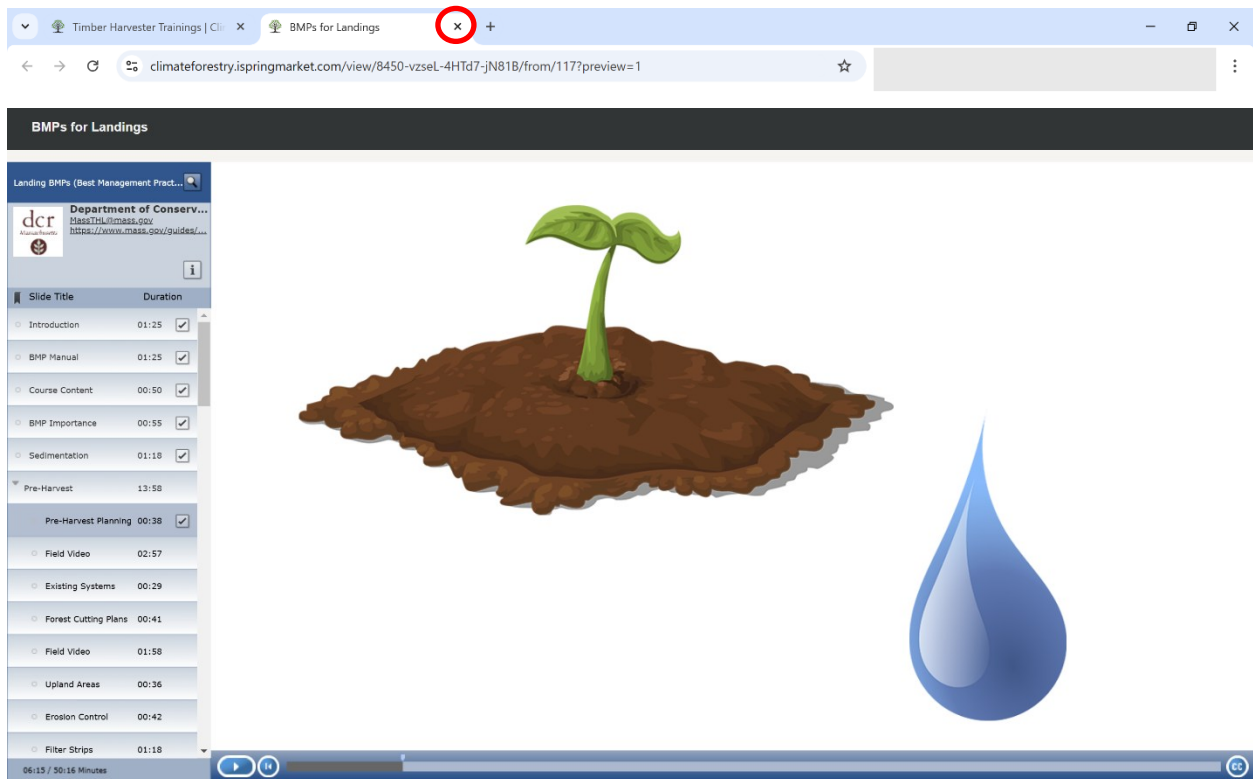 Timber Harvester Trainings | Cli
BMPs for Landings
climateforestry.ispringmarket.com/view/8450-vzseL-4HTd7-jN81B/from/117?preview=1
BMPs for Landings
Landing BMPs (Best Management Pract...
dcr
Massachusetts
Department of Conserv...
MassTHL@mass.gov
https://www.mass.gov/guides/...
i
Slide Title Duration
Introduction 01:25
BMP Manual 01:25
Course Content 00:50
BMP Importance 00:55
Sedimentation 01:18
Pre-Harvest 13:58
Pre-Harvest Planning 00:38
Field Video 02:57
Existing Systems 00:29
Forest Cutting Plans 00:41
Field Video 01:58
Upland Areas 00:36
Erosion Control 00:42
Filter Strips 01:18
06:15 / 50:16 Minutes
CC